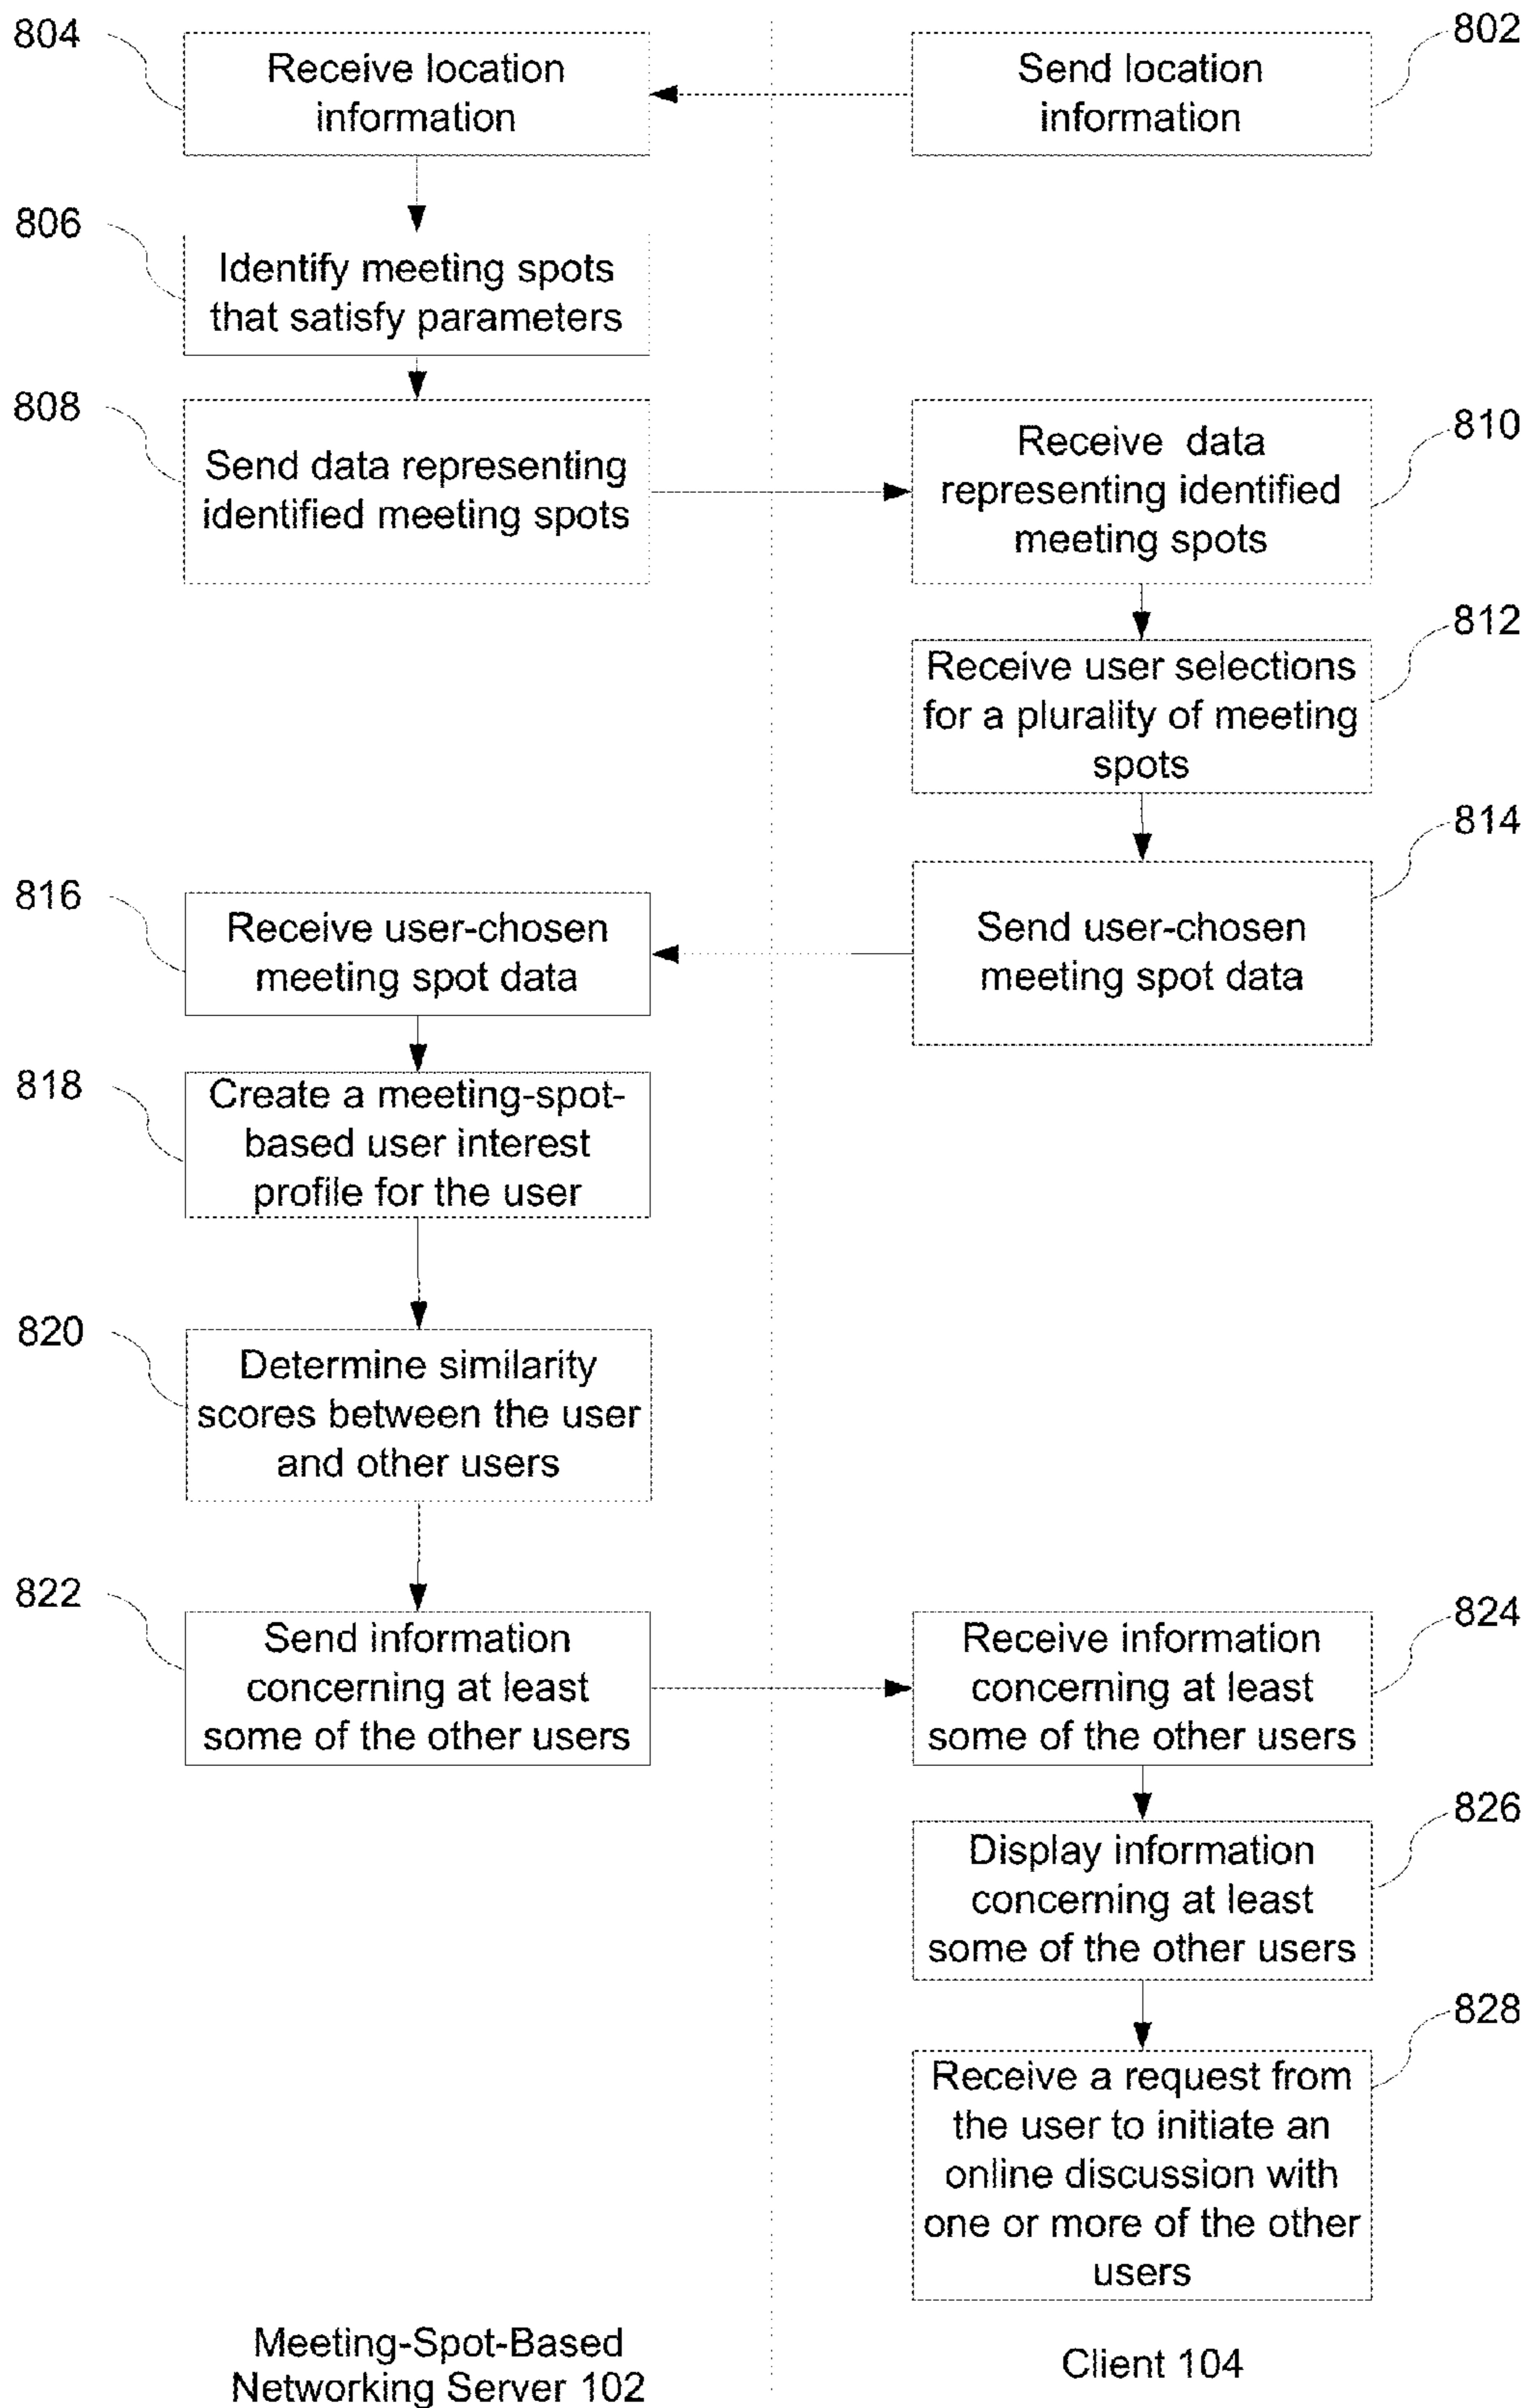 804
Receive location
information
802
Send location
information
806
Identify meeting spots
that satisfy parameters
808
Send data representing
identified meeting spots
810
Receive data
representing identified
meeting spots
812
Receive user selections
for a plurality of meeting
spots
814
Send user-chosen
meeting spot data
816
Receive user-chosen
meeting spot data
818
Create a meeting-spot-
based user interest
profile for the user
820
Determine similarity
scores between the user
and other users
822
Send information
concerning at least
some of the other users
824
Receive information
concerning at least
some of the other users
826
Display information
concerning at least
some of the other users
828
Receive a request from
the user to initiate an
online discussion with
one or more of the other
users
Meeting-Spot-Based
Networking Server 102
Client 104